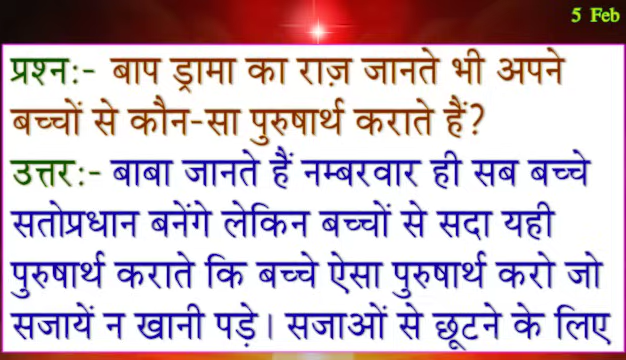 5 Feb
प्रश्न:- बाप ड्रामा का राज़ जानते भी अपने
बच्चों से कौन-सा पुरुषार्थ कराते हैं?
उत्तर:- बाबा जानते हैं नम्बरवार ही सब बच्चे
सतोप्रधान बनेंगे लेकिन बच्चों से सदा यही
पुरुषार्थ कराते कि बच्चे ऐसा पुरुषार्थ करो जो
सजायें न खानी पड़े। सजाओं से छूटने के लिए